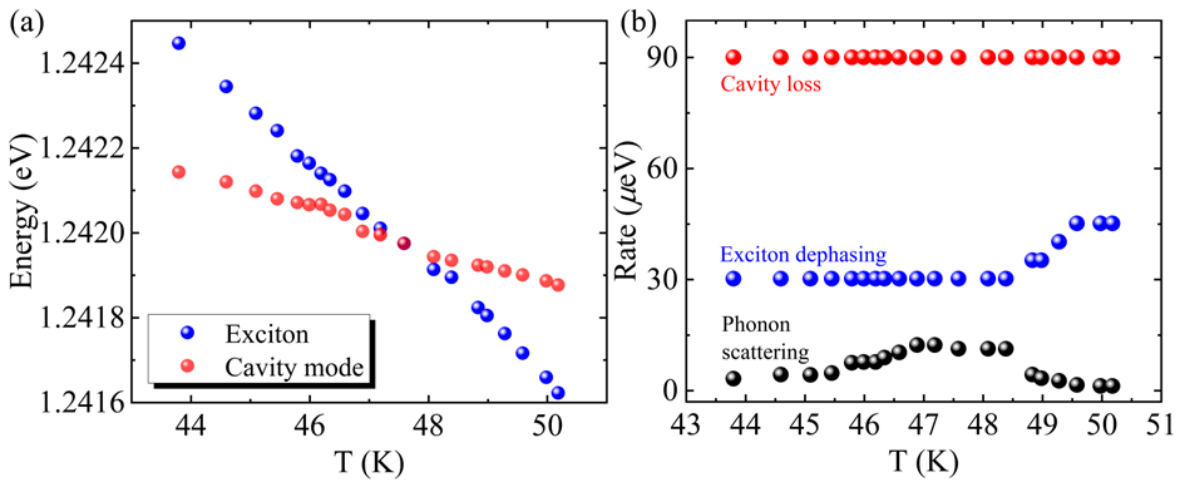 (a)
1.2424
1.2422
1.2420
1.2418
1.2416
Energy (eV)
Exciton
Cavity mode
44
46
48
50
T (K)
(b)
90
60
30
0
Rate (μeV)
Cavity loss
Exciton dephasing
Phonon
scattering
43
44
45
46
47
48
49
50
51
T (K)